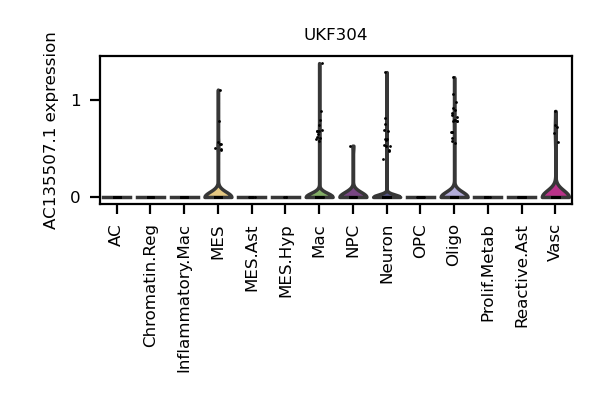 UKF304
AC135507.1 expression
1
0
AC
Chromatin.Reg
Inflammatory.Mac
MES
MES.Ast
MES.Hyp
Mac
NPC
Neuron
OPC
Oligo
Prolif.Metab
Reactive.Ast
Vasc